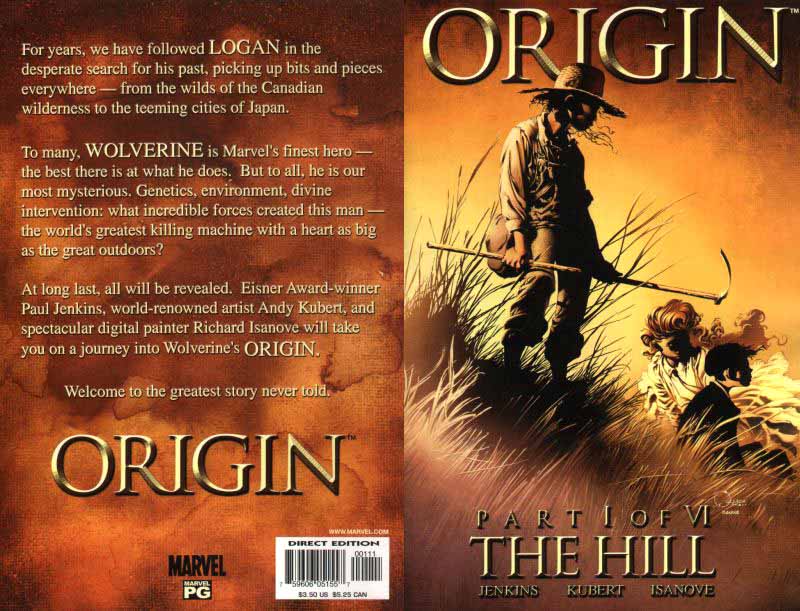 For years, we have followed LOGAN in the
desperate search for his past, picking up bits and pieces
everywhere — from the wilds of the Canadian
wilderness to the teeming cities of Japan.
To many, WOLVERINE is Marvel's finest hero —
the best there is at what he does. But to all, he is our
most mysterious. Genetics, environment, divine
intervention: what incredible forces created this man —
the world's greatest killing machine with a heart as big
as the great outdoors?
At long last, all will be revealed. Eisner Award-winner
Paul Jenkins, world-renowned artist Andy Kubert, and
spectacular digital painter Richard Isanove will take
you on a journey into Wolverine's ORIGIN.
Welcome to the greatest story never told.
ORIGIN™
WWW.MARVEL.COM
DIRECT EDITION
00111
7 59606 05155 7
$3.50 US $5.25 CAN
MARVEL
MARVEL
PG
ORIGIN™
PART I OF VI
THE HILL
JENKINS KUBERT ISANOVE